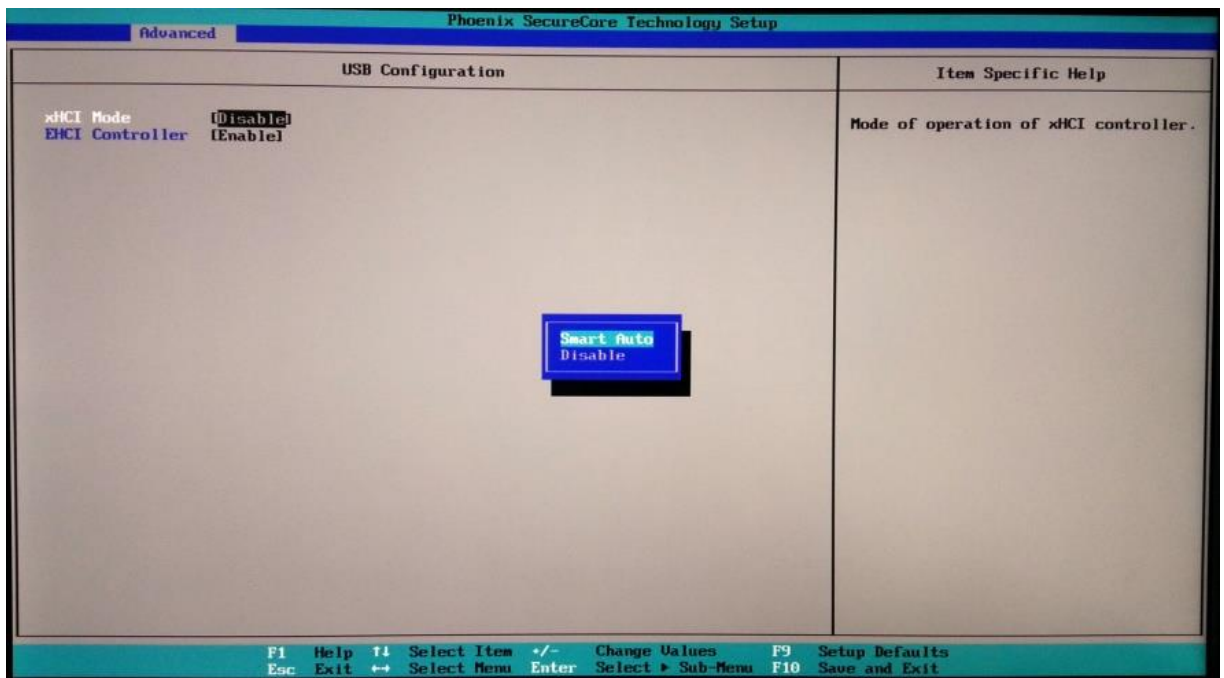 Phoenix SecureCore Technology Setup
Advanced
USB Configuration
Item Specific Help
xHCI Mode [Disable]
EHCI Controller [Enable]
Mode of operation of xHCI controller.
Smart Auto
Disable
F1 Help ↑↓ Select Item +/- Change Values F9 Setup Defaults
Esc Exit ↔ Select Menu Enter Select ▶ Sub-Menu F10 Save and Exit